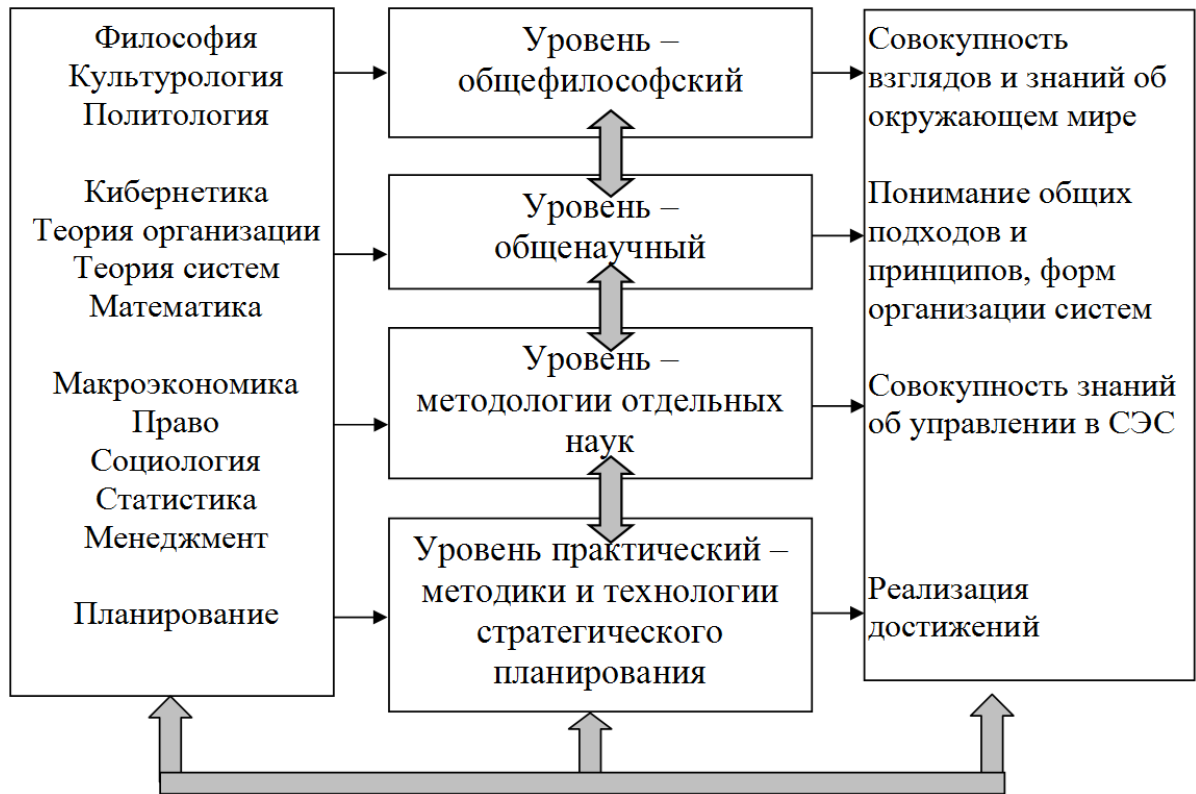 Философия
Культурология
Политология
Кибернетика
Теория организации
Теория систем
Математика
Макроэкономика
Право
Социология
Статистика
Менеджмент
Планирование
Уровень –
общефилософский
Уровень –
общенаучный
Уровень –
методологии отдельных
наук
Уровень практический –
методики и технологии
стратегического
планирования
Совокупность
взглядов и знаний об
окружающем мире
Понимание общих
подходов и
принципов, форм
организации систем
Совокупность знаний
об управлении в СЭС
Реализация
достижений